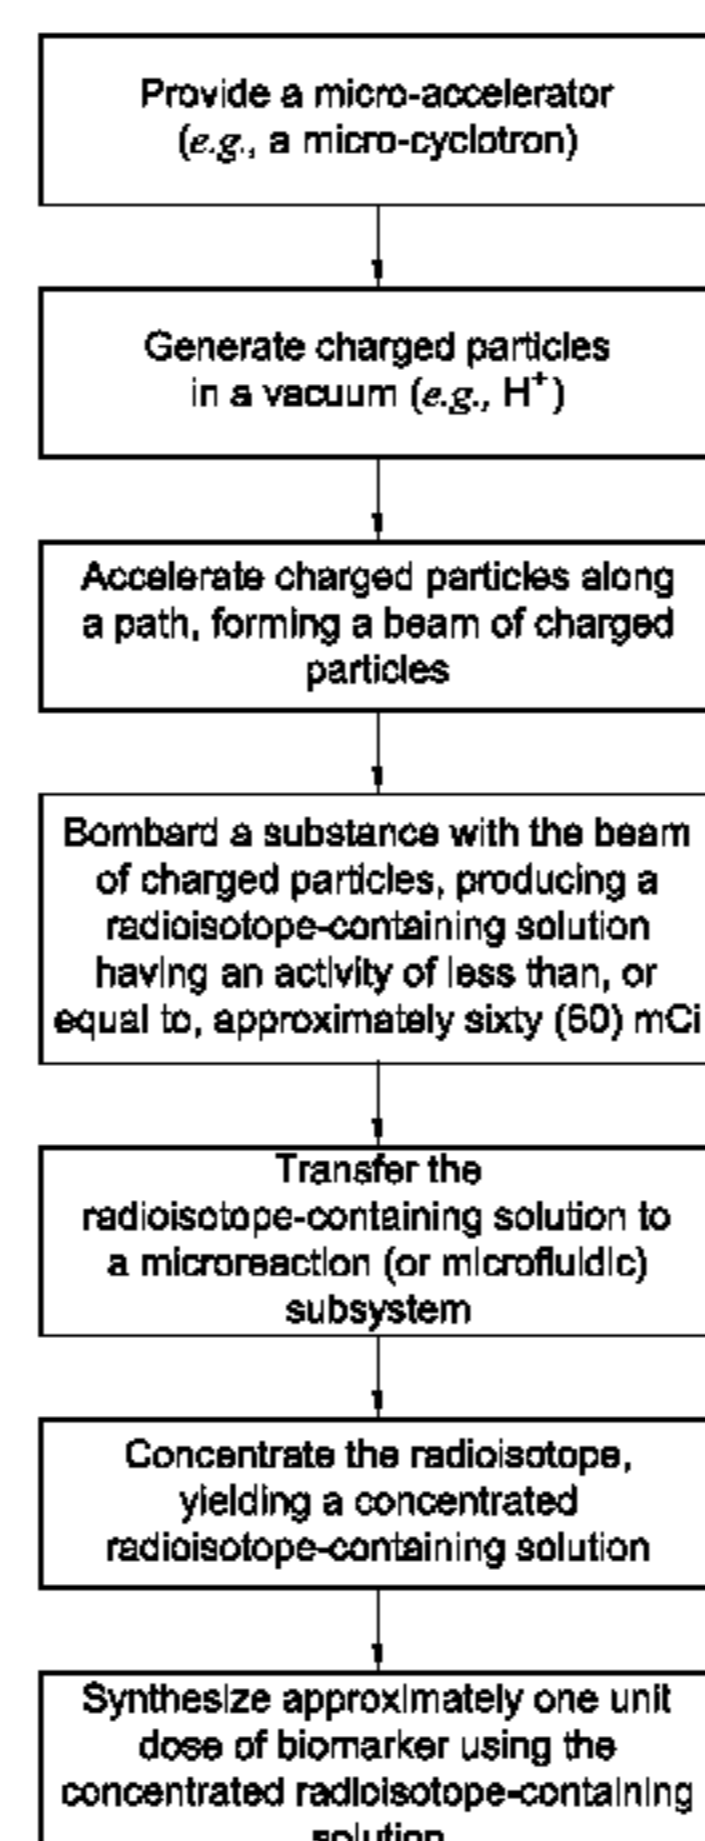 Provide a micro-accelerator
(e.g., a micro-cyclotron)
Generate charged particles
in a vacuum (e.g., H⁺)
Accelerate charged particles along
a path, forming a beam of charged
particles
Bombard a substance with the beam
of charged particles, producing a
radioisotope-containing solution
having an activity of less than, or
equal to, approximately sixty (60) mCi
Transfer the
radioisotope-containing solution to
a microreaction (or microfluidic)
subsystem
Concentrate the radioisotope,
yielding a concentrated
radioisotope-containing solution
Synthesize approximately one unit
dose of biomarker using the
concentrated radioisotope-containing
solution